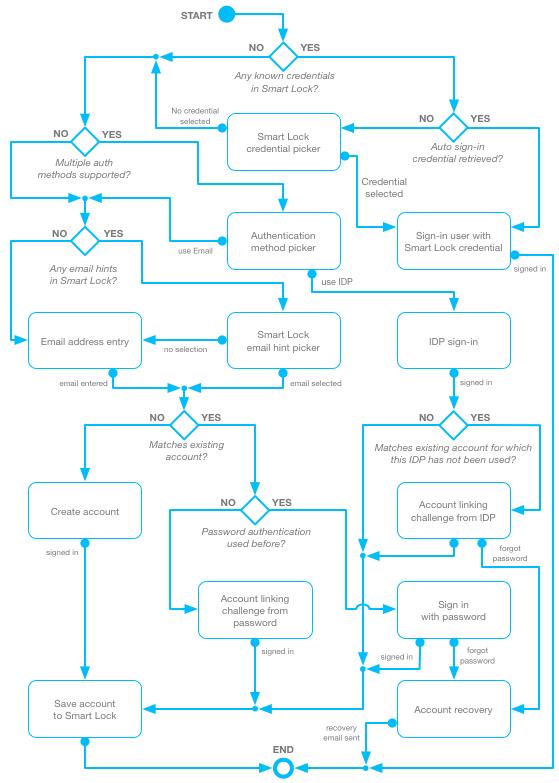 START
NO
YES
Any known credentials
in Smart Lock?
No credential
selected
Smart Lock
credential picker
NO
YES
Auto sign-in
credential retrieved?
NO
YES
Multiple auth
methods supported?
Credential
selected
Authentication
method picker
Sign-in user with
Smart Lock credential
use Email
NO
YES
Any email hints
in Smart Lock?
signed in
use IDP
Email address entry
no selection
Smart Lock
email hint picker
IDP sign-in
email entered
email selected
signed in
NO
YES
Matches existing
account?
NO
YES
Matches existing account for which
this IDP has not been used?
Create account
NO
YES
Password authentication
used before?
Account linking
challenge from IDP
signed in
forgot
password
Account linking
challenge from
password
Sign in
with password
signed in
signed in
forgot
password
Save account
to Smart Lock
Account recovery
recovery
email sent
END